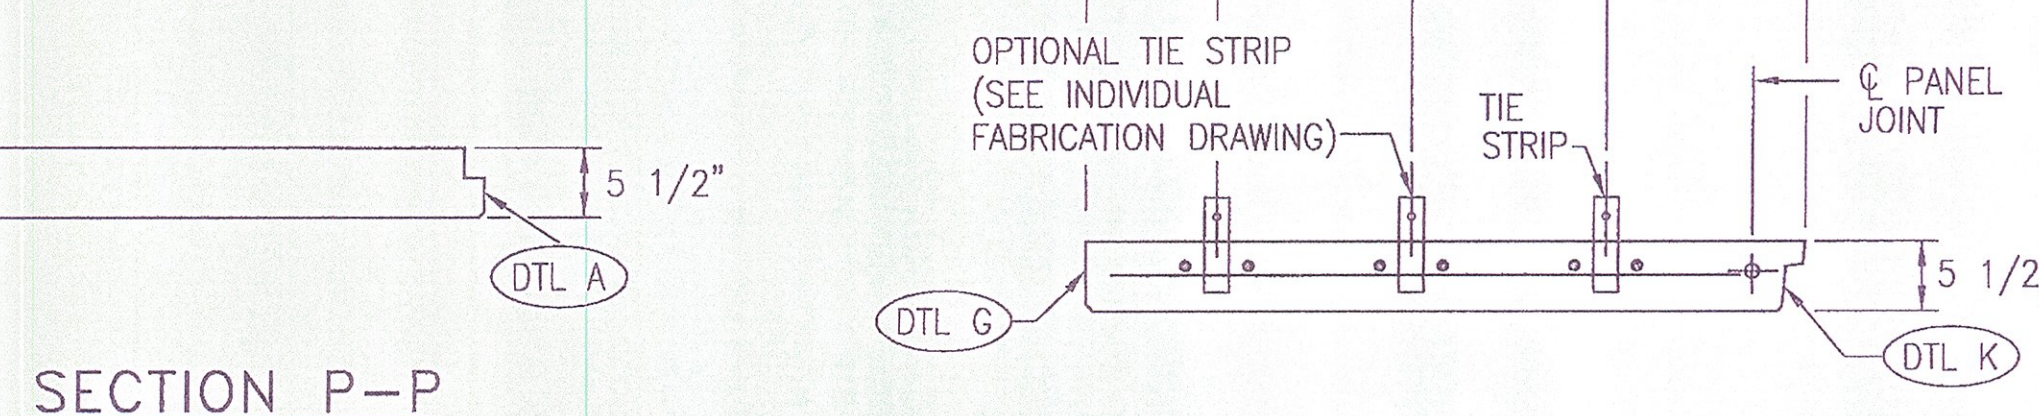 OPTIONAL TIE STRIP
(SEE INDIVIDUAL
FABRICATION DRAWING)
TIE
STRIP
℄ PANEL
JOINT
5 1/2"
DTL A
5 1/2
DTL G
DTL K
SECTION P-P